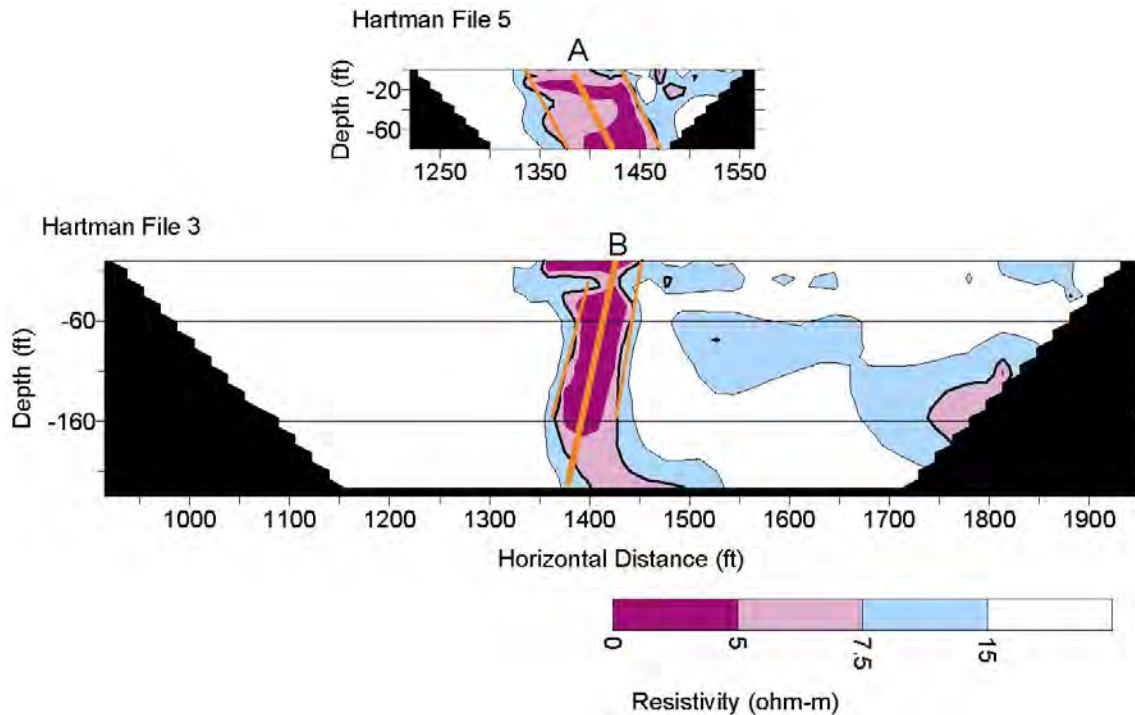 Hartman File 5
A
Depth (ft)
-20
-60
1250 1350 1450 1550
Hartman File 3
B
Depth (ft)
-60
-160
1000 1100 1200 1300 1400 1500 1600 1700 1800 1900
Horizontal Distance (ft)
0 5 7.5 15
Resistivity (ohm-m)